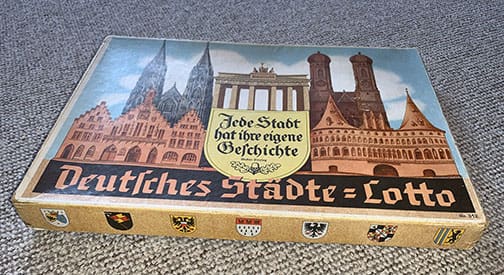 Jede Stadt
hat ihre eigene
Geschichte
Deutsches Städte=Lotto